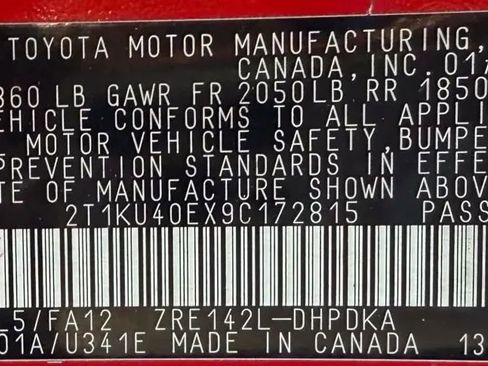 TOYOTA MOTOR MANUFACTURING,
CANADA, INC. 01/
860 LB GAWR FR 2050LB RR 1850
EHICLE CONFORMS TO ALL APPLI
MOTOR VEHICLE SAFETY, BUMPE
PREVENTION STANDARDS IN EFFE
TE OF MANUFACTURE SHOWN ABOV
2T1KU40EX9C172815 PASS
L5/FA12 ZRE142L-DHPDKA
01A/U341E MADE IN CANADA 13